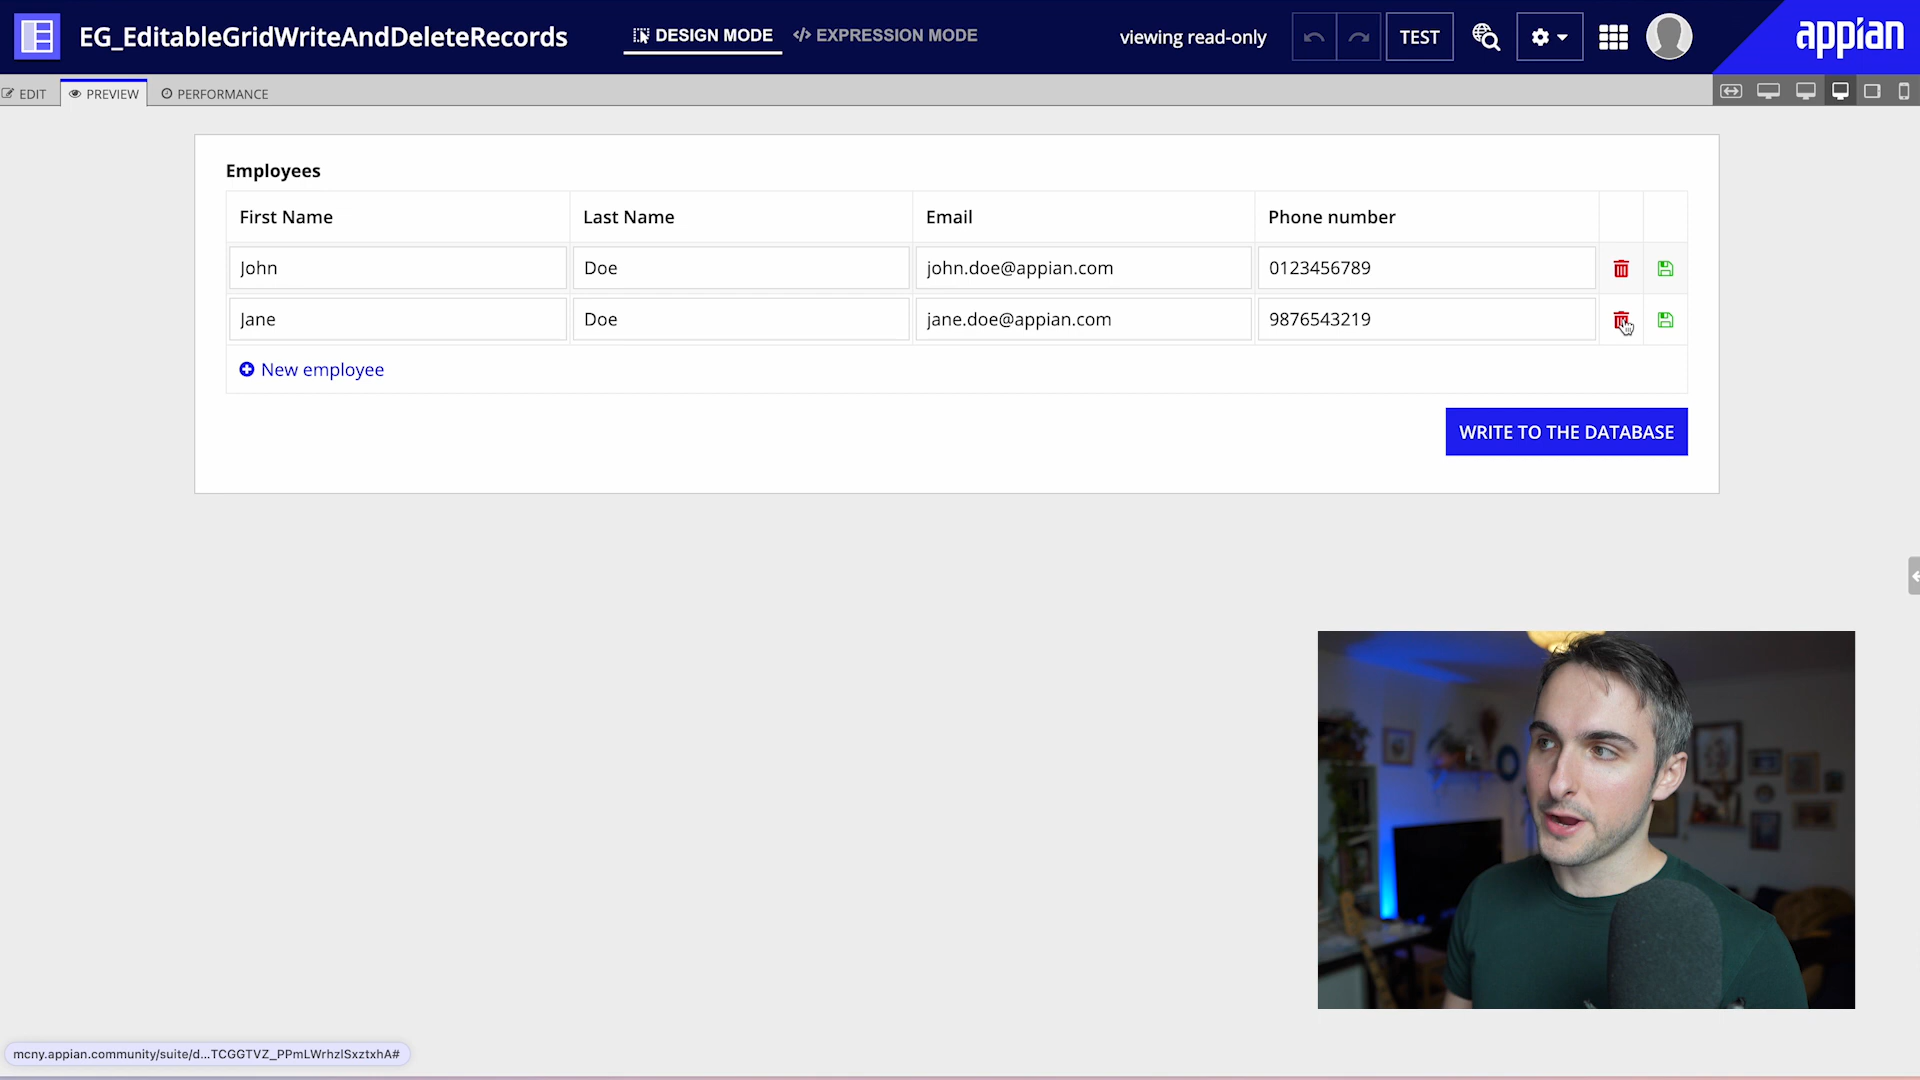 EG_EditableGridWriteAndDeleteRecords
DESIGN MODE
</> EXPRESSION MODE
viewing read-only
TEST
appian
EDIT
PREVIEW
PERFORMANCE
Employees
First Name Last Name Email Phone number
John Doe john.doe@appian.com 0123456789
Jane Doe jane.doe@appian.com 9876543219
New employee
WRITE TO THE DATABASE
mcny.appian.community/suite/d...TCGGTVZ_PPmLWrhzlSxztxhA#